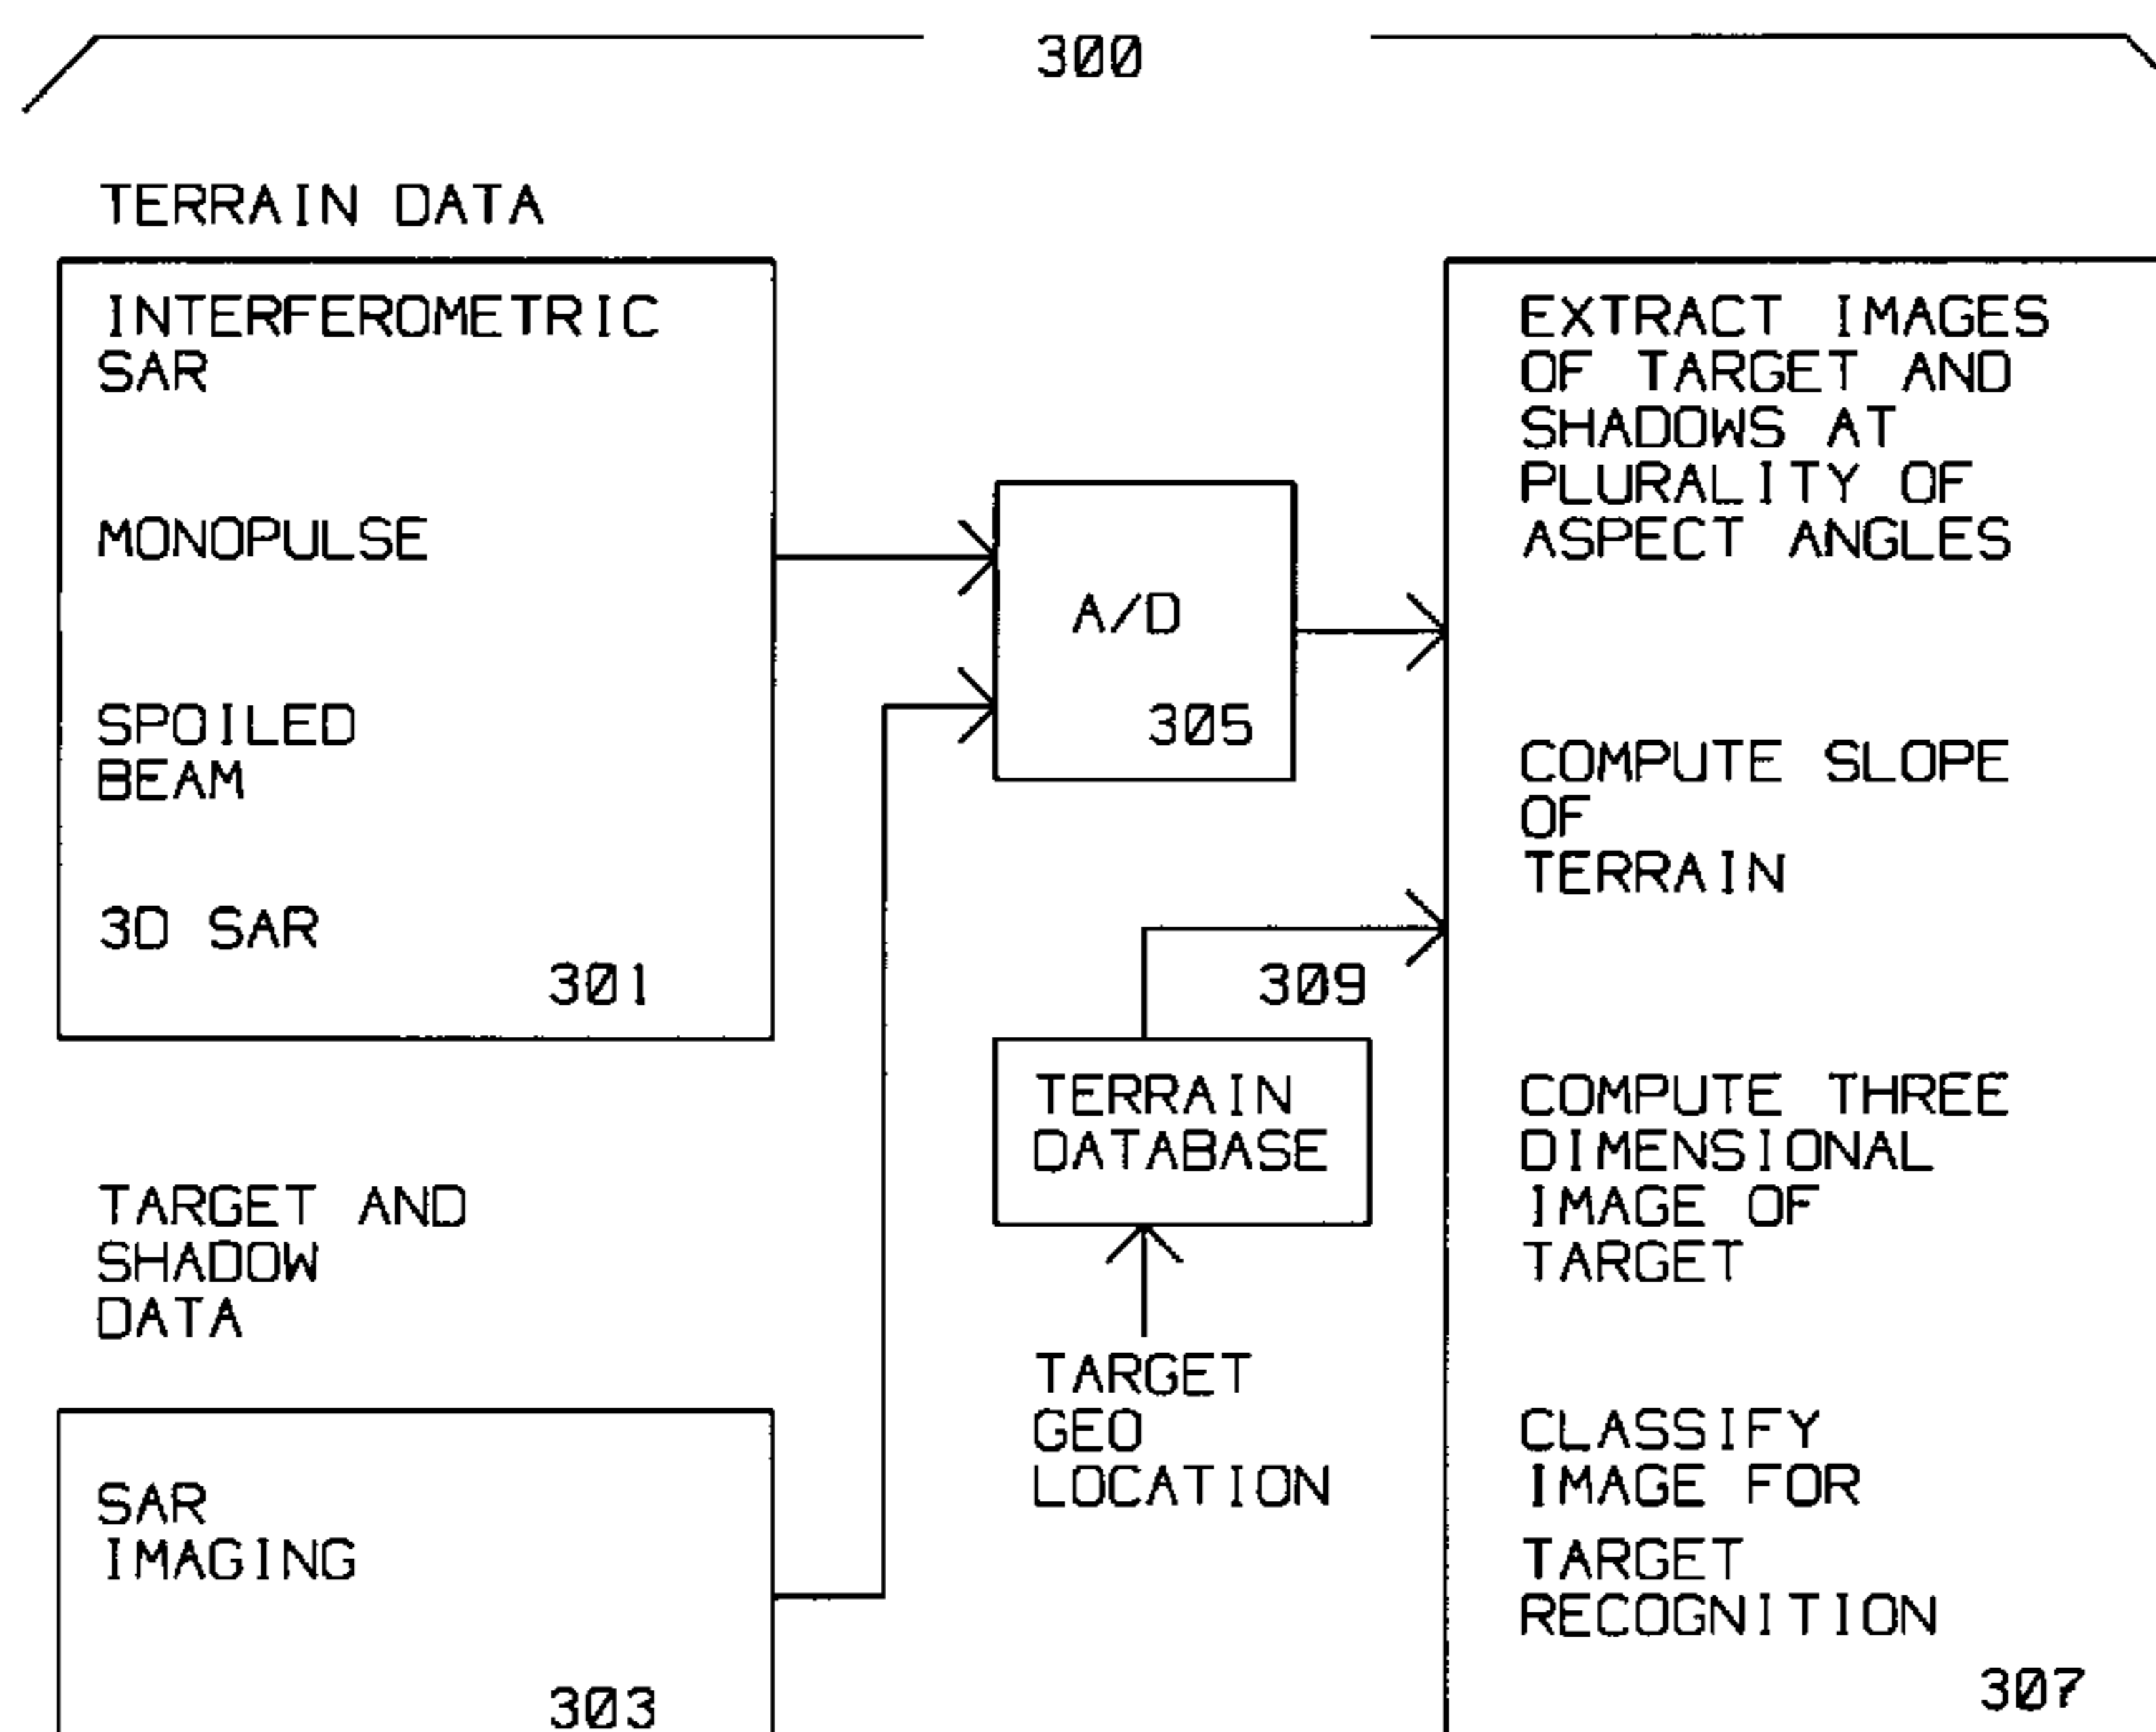 300
TERRAIN DATA
INTERFEROMETRIC
SAR
MONOPULSE
SPOILED
BEAM
3D SAR
301
TARGET AND
SHADOW
DATA
SAR
IMAGING
303
A/D
305
309
TERRAIN
DATABASE
TARGET
GEO
LOCATION
EXTRACT IMAGES
OF TARGET AND
SHADOWS AT
PLURALITY OF
ASPECT ANGLES
COMPUTE SLOPE
OF
TERRAIN
COMPUTE THREE
DIMENSIONAL
IMAGE OF
TARGET
CLASSIFY
IMAGE FOR
TARGET
RECOGNITION
307